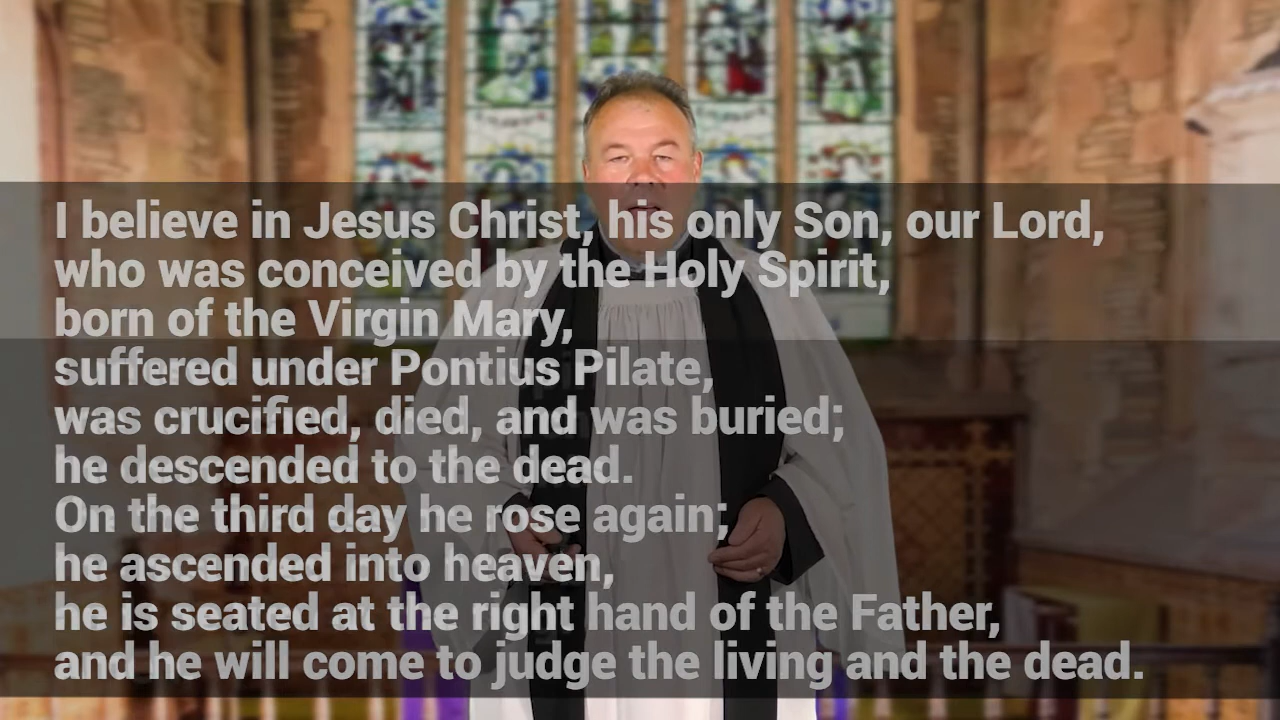 I believe in Jesus Christ, his only Son, our Lord,
who was conceived by the Holy Spirit,
born of the Virgin Mary,
suffered under Pontius Pilate,
was crucified, died, and was buried;
he descended to the dead.
On the third day he rose again;
he ascended into heaven,
he is seated at the right hand of the Father,
and he will come to judge the living and the dead.